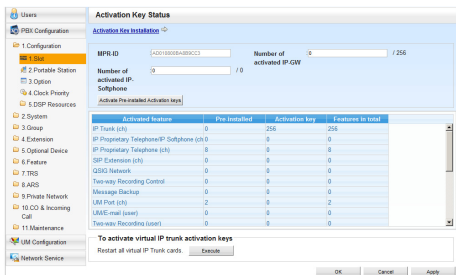 Users
PBX Configuration
1.Configuration
1.Slot
2.Portable Station
3.Option
4.Clock Priority
5.DSP Resources
2.System
3.Group
4.Extension
5.Optional Device
6.Feature
7.TRS
8.ARS
9.Private Network
10.CO & Incoming Call
11.Maintenance
UM Configuration
Network Service
Activation Key Status
Activation Key Installation
MPR-ID
Number of activated IP-GW
0
/ 256
Number of activated IP-Softphone
0
/ 0
Activate Pre-installed Activation keys
Activated feature Pre-installed Activation key Features in total
IP Trunk (ch) 0 256 256
IP Proprietary Telephone/IP Softphone (ch) 0 0 0
IP Proprietary Telephone (ch) 8 0 8
SIP Extension (ch) 0 0 0
QSIG Network 0 0 0
Two-way Recording Control 0 0 0
Message Backup 0 0 0
UM Port (ch) 2 0 2
UM/E-mail (user) 0 0 0
Two-way Recording (user) 0 0 0
To activate virtual IP trunk activation keys
Restart all virtual IP Trunk cards.
Execute
OK
Cancel
Apply